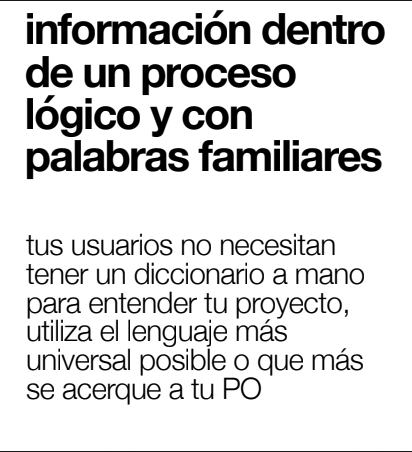 información dentro
de un proceso
lógico y con
palabras familiares
tus usuarios no necesitan
tener un diccionario a mano
para entender tu proyecto,
utiliza el lenguaje más
universal posible o que más
se acerque a tu PO